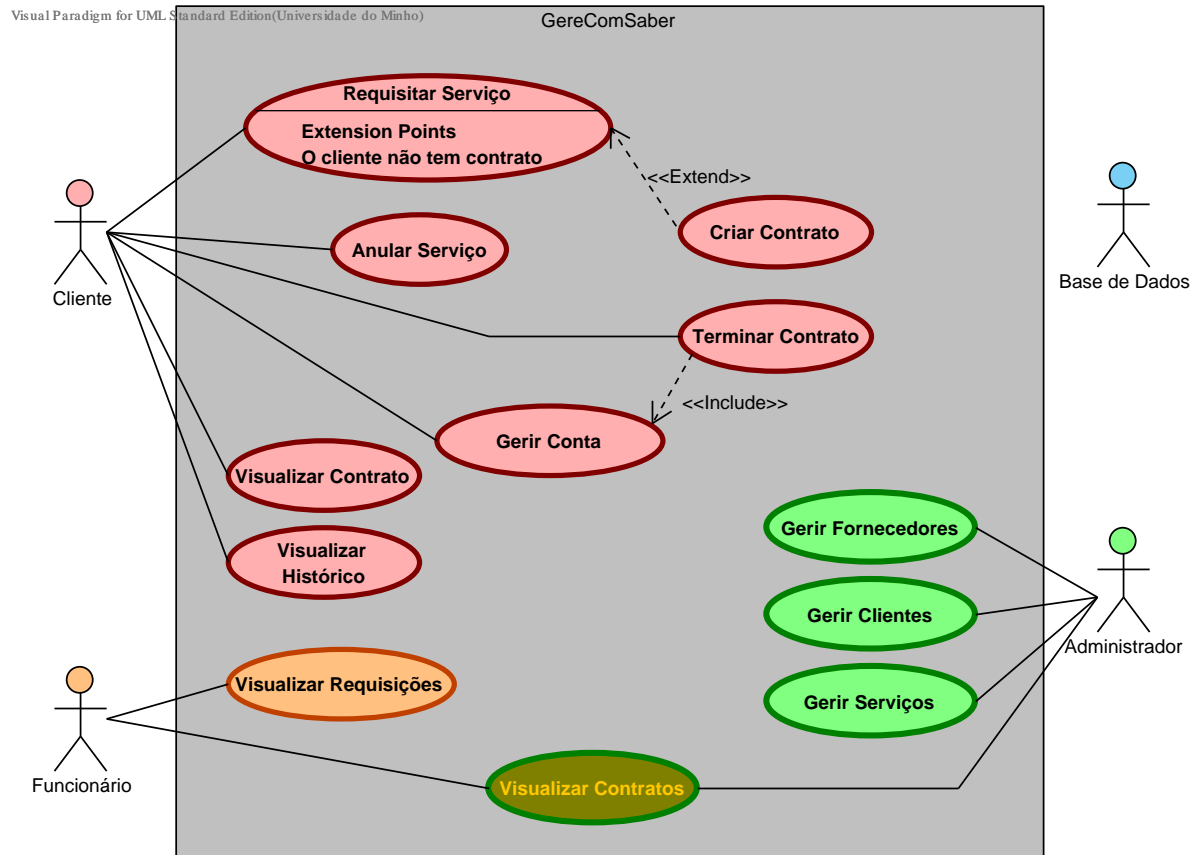 Visual Paradigm for UML Standard Edition(Universidade do Minho)
GereComSaber
Requisitar Serviço
Extension Points
O cliente não tem contrato
<<Extend>>
Criar Contrato
Anular Serviço
Cliente
Base de Dados
Terminar Contrato
<<Include>>
Gerir Conta
Visualizar Contrato
Visualizar
Histórico
Gerir Fornecedores
Gerir Clientes
Administrador
Visualizar Requisições
Gerir Serviços
Funcionário
Visualizar Contratos